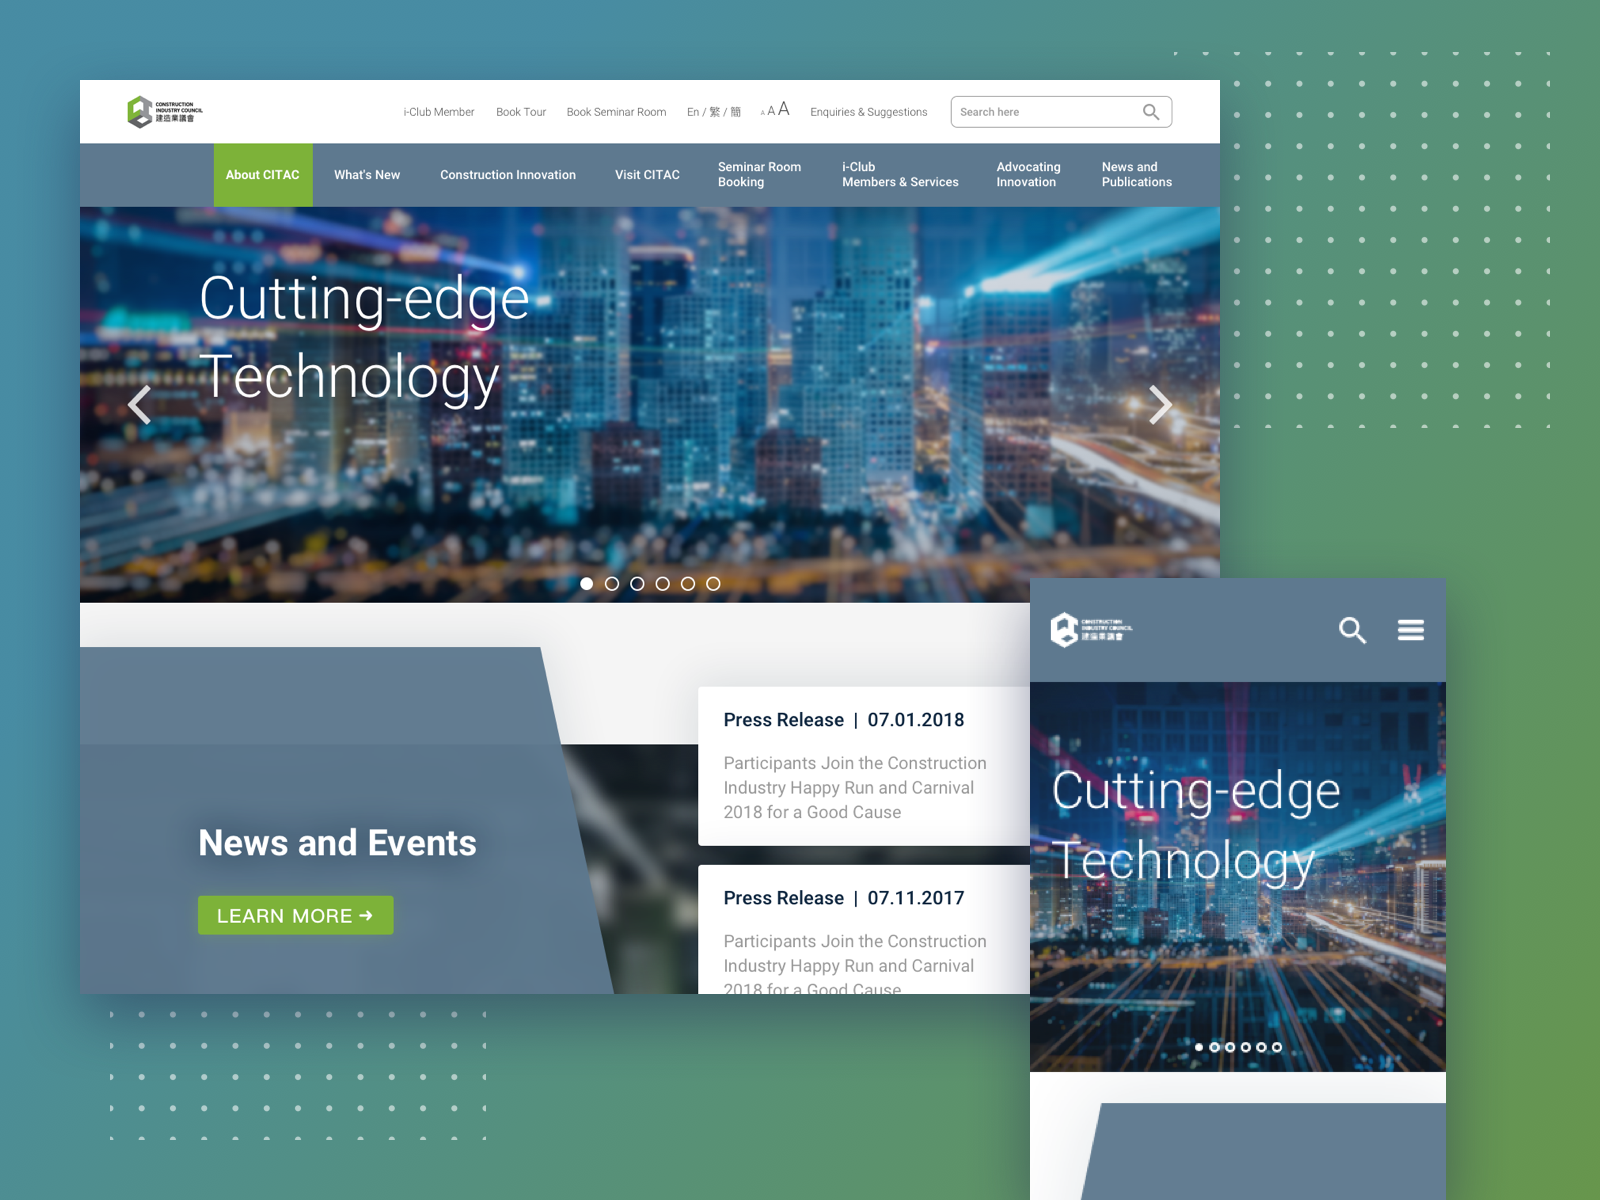 CONSTRUCTION
INDUSTRY COUNCIL
建造業議會
i-Club Member
Book Tour
Book Seminar Room
En / 繁 / 簡
A A A
Enquiries & Suggestions
Search here
About CITAC
What's New
Construction Innovation
Visit CITAC
Seminar Room
Booking
i-Club
Members & Services
Advocating
Innovation
News and
Publications
Cutting-edge
Technology
News and Events
LEARN MORE →
Press Release | 07.01.2018
Participants Join the Construction
Industry Happy Run and Carnival
2018 for a Good Cause
Press Release | 07.11.2017
Participants Join the Construction
Industry Happy Run and Carnival
2018 for a Good Cause
CONSTRUCTION
INDUSTRY COUNCIL
建造業議會
Cutting-edge
Technology